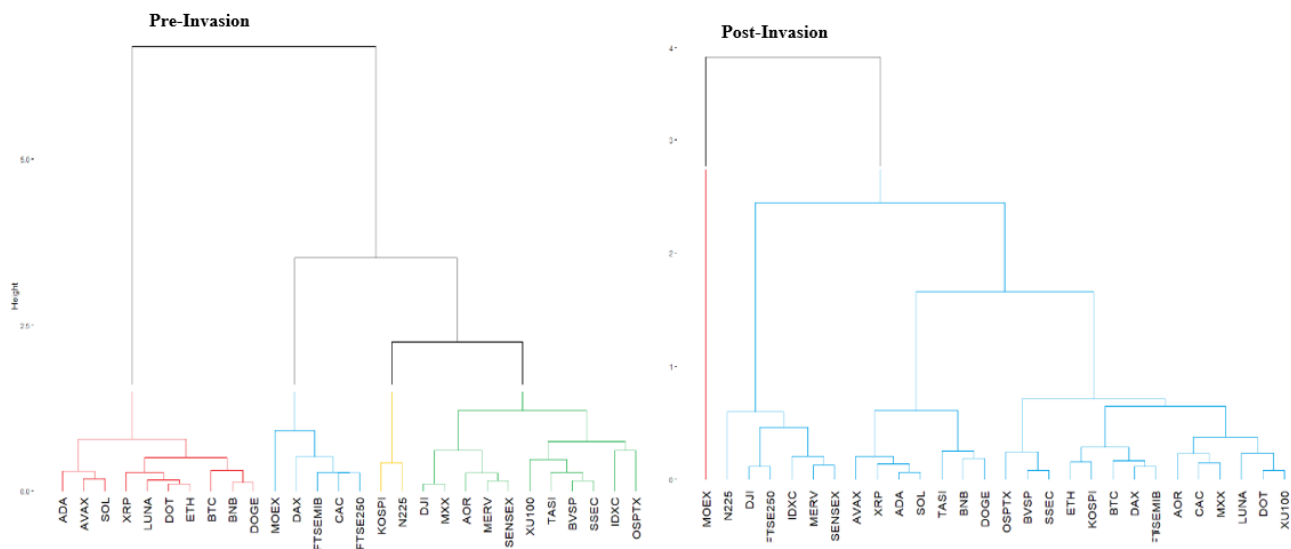 Pre-Invasion
5.0
Height
2.5
0.0
ADA
AVAX
SOL
XRP
LUNA
DOT
ETH
BTC
BNB
DOGE
MOEX
DAX
FTSEMIB
CAC
FTSE250
KOSPI
N225
DJI
MXX
AOR
MERV
SENSEX
XU100
TASI
BVSP
SSEC
IDXC
OSPTX
Post-Invasion
4
3
2
1
0
MOEX
N225
DJI
FTSE250
IDXC
MERV
SENSEX
AVAX
XRP
ADA
SOL
TASI
BNB
DOGE
OSPTX
BVSP
SSEC
ETH
KOSPI
BTC
DAX
FTSEMIB
AOR
CAC
MXX
LUNA
DOT
XU100